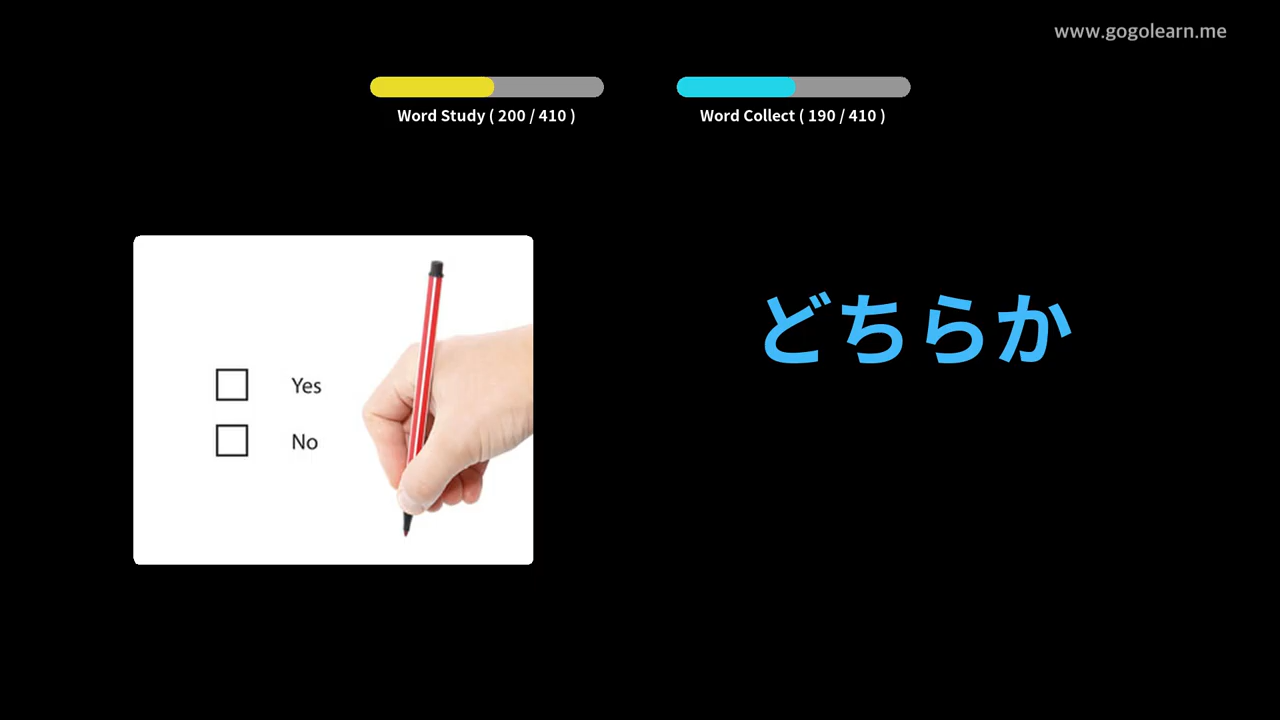 www.gogolearn.me
Word Study ( 200 / 410 )
Word Collect ( 190 / 410 )
Yes
No
どちらか